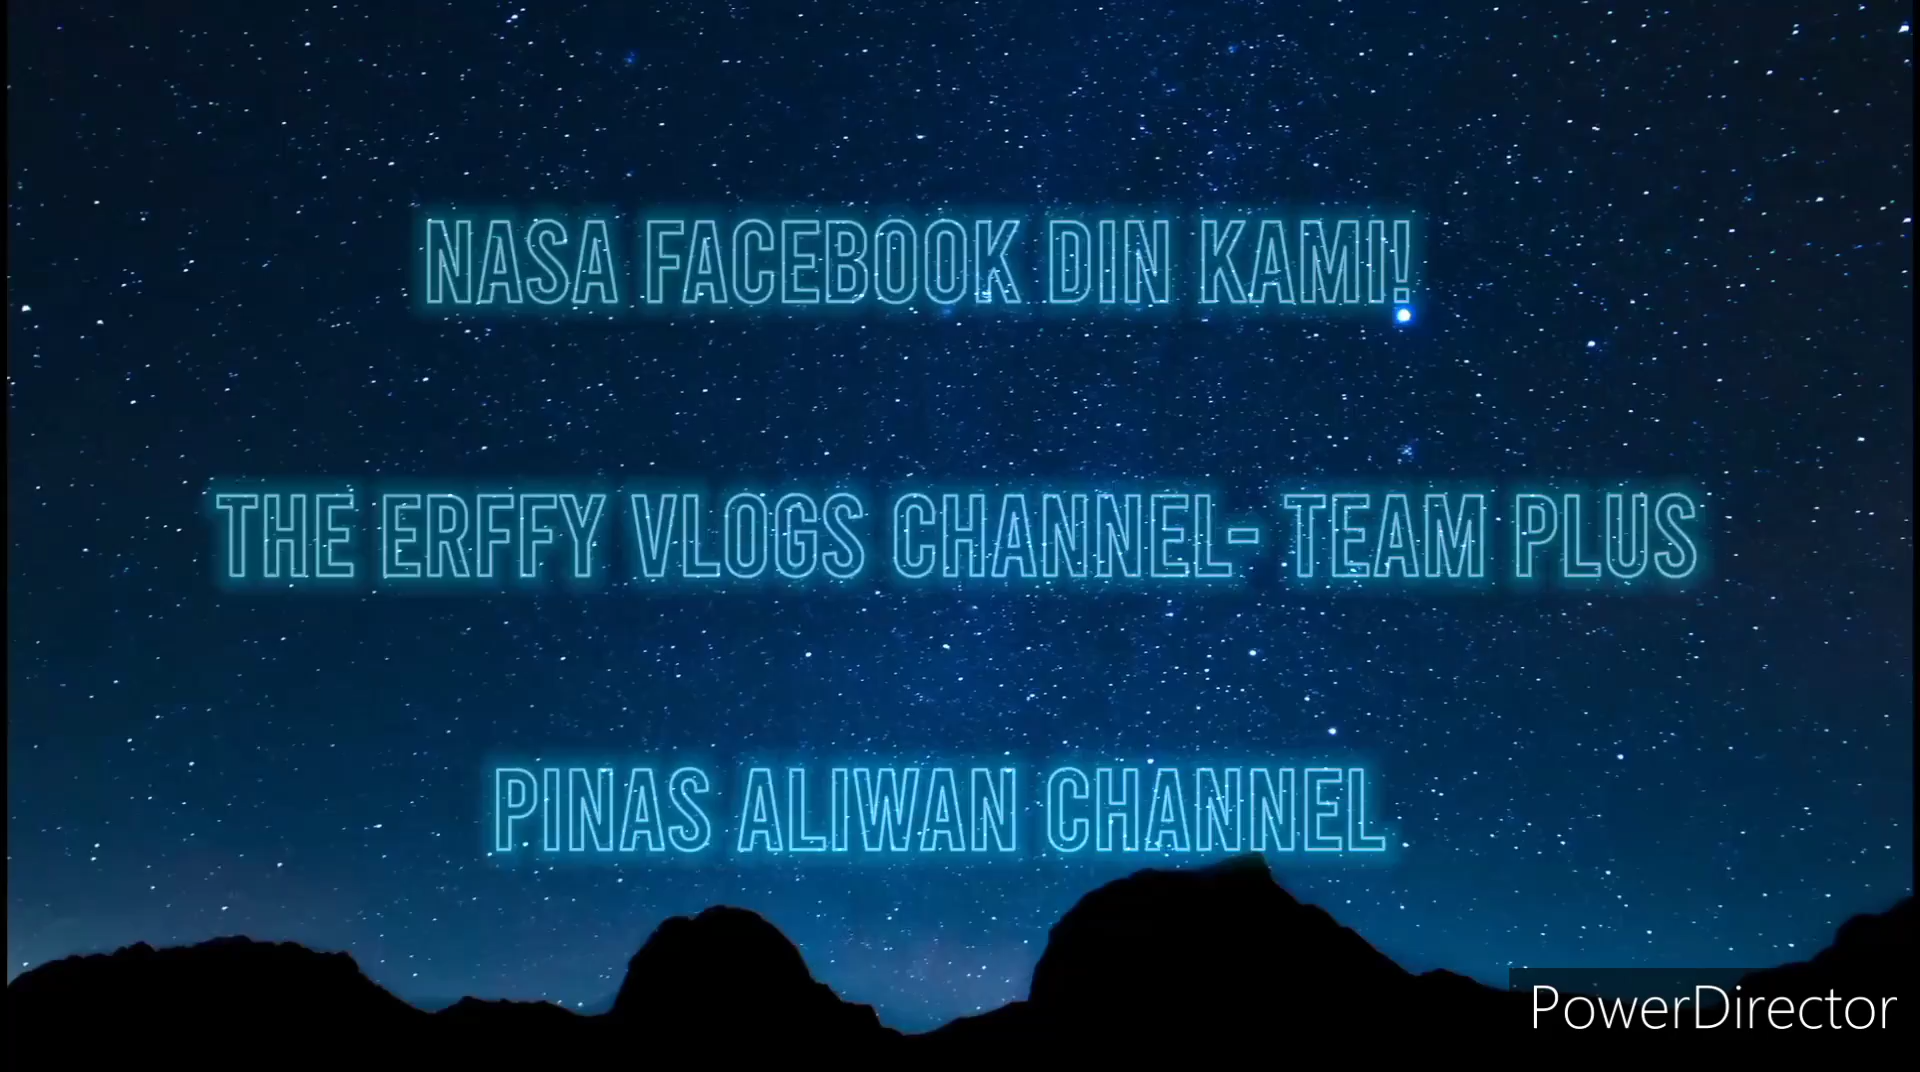 NASA FACEBOOK DIN KAMI!
THE ERFFY VLOGS CHANNEL- TEAM PLUS
PINAS ALIWAN CHANNEL
PowerDirector